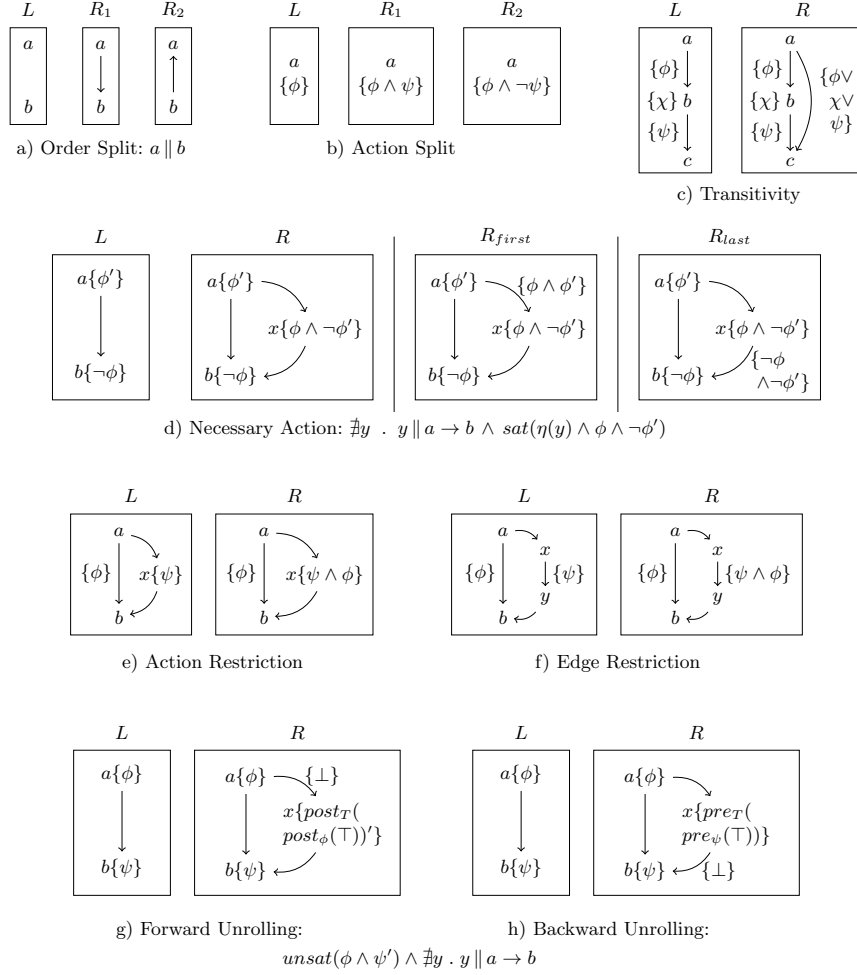 L R₁ R₂ L R₁ R₂ L R
a a a a a a a a
{ϕ} {ϕ ∧ ψ} {ϕ ∧ ¬ψ} {ϕ} {ϕ} {ϕ∨
b b b {χ} b {χ} b χ∨
{ψ} {ψ} ψ}
c c
a) Order Split: a ∥ b b) Action Split
c) Transitivity
L R R_first R_last
a{ϕ′} a{ϕ′} a{ϕ′} {ϕ ∧ ϕ′} a{ϕ′}
x{ϕ ∧ ¬ϕ′} x{ϕ ∧ ¬ϕ′} x{ϕ ∧ ¬ϕ′}
b{¬ϕ} b{¬ϕ} b{¬ϕ} b{¬ϕ} {¬ϕ
∧¬ϕ′}
d) Necessary Action: ∄y . y ∥ a → b ∧ sat(η(y) ∧ ϕ ∧ ¬ϕ′)
L R L R
a a a a
x x
{ϕ} x{ψ} {ϕ} x{ψ ∧ ϕ} {ϕ} {ψ} {ϕ} {ψ ∧ ϕ}
y y
b b b b
e) Action Restriction f) Edge Restriction
L R L R
a{ϕ} a{ϕ} {⊥} a{ϕ} a{ϕ}
x{post_T( x{pre_T(
post_ϕ(⊤))′} pre_ψ(⊤))}
b{ψ} b{ψ} b{ψ} b{ψ} {⊥}
g) Forward Unrolling: h) Backward Unrolling:
unsat(ϕ ∧ ψ′) ∧ ∄y . y ∥ a → b